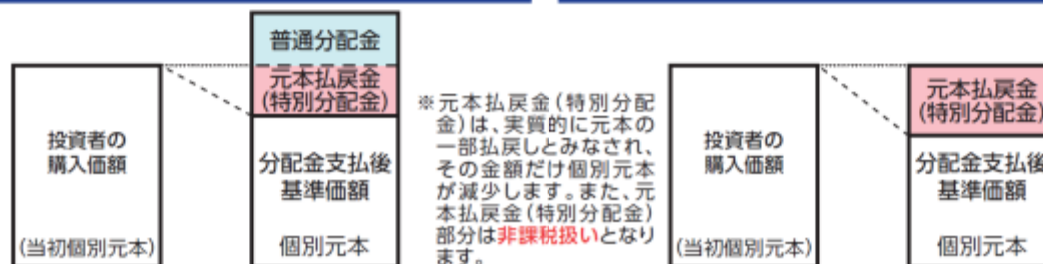 普通分配金
元本払戻金
(特別分配金)
投資者の
購入価額
(当初個別元本)
分配金支払後
基準価額
個別元本
※元本払戻金(特別分配
金)は、実質的に元本の
一部払戻しとみなされ、
その金額だけ個別元本
が減少します。また、元
本払戻金(特別分配金)
部分は非課税扱いとなり
ます。
投資者の
購入価額
(当初個別元本)
元本払戻金
(特別分配金)
分配金支払後
基準価額
個別元本